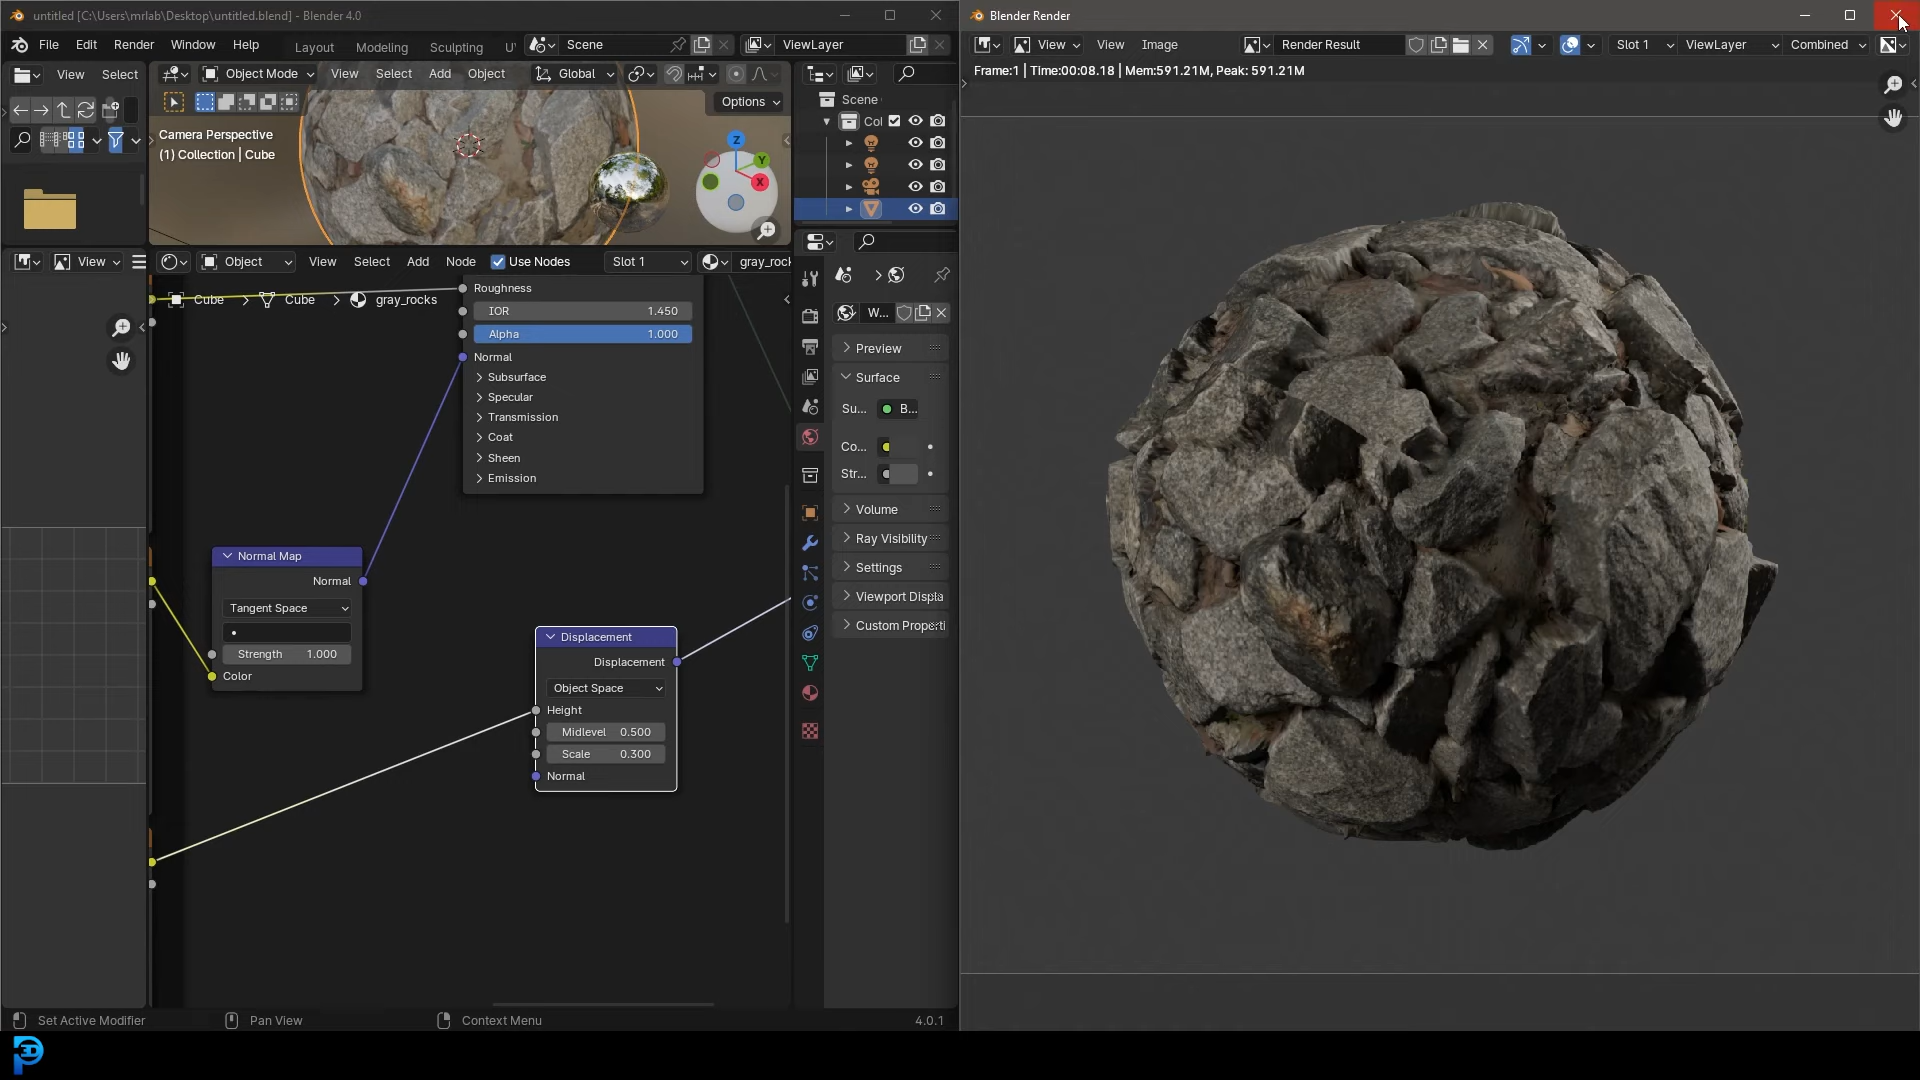 untitled [C:\Users\mrlab\Desktop\untitled.blend] - Blender 4.0
File Edit Render Window Help Layout Modeling Sculpting Scene ViewLayer
View Select Object Mode View Select Add Object Global
Options
Camera Perspective
(1) Collection | Cube
Z
Y
X
Scene
Col
View Object View Select Add Node Use Nodes Slot 1 gray_rock
Cube > Cube > gray_rocks
Roughness
IOR 1.450
Alpha 1.000
Normal
Subsurface
Specular
Transmission
Coat
Sheen
Emission
Normal Map
Normal
Tangent Space
Strength 1.000
Color
Displacement
Displacement
Object Space
Height
Midlevel 0.500
Scale 0.300
Normal
W...
Preview
Surface
Su... B...
Co...
Str...
Volume
Ray Visibility
Settings
Viewport Displa
Custom Properti
Set Active Modifier Pan View Context Menu 4.0.1
Blender Render
View View Image Render Result Slot 1 ViewLayer Combined
Frame:1 | Time:00:08.18 | Mem:591.21M, Peak: 591.21M